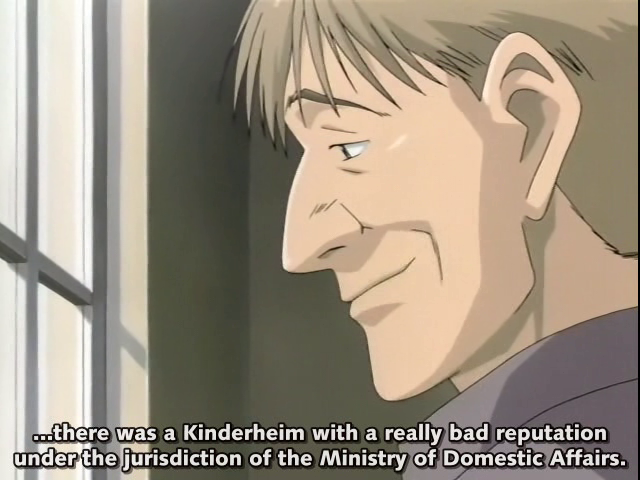 ...there was a Kinderheim with a really bad reputation
under the jurisdiction of the Ministry of Domestic Affairs.